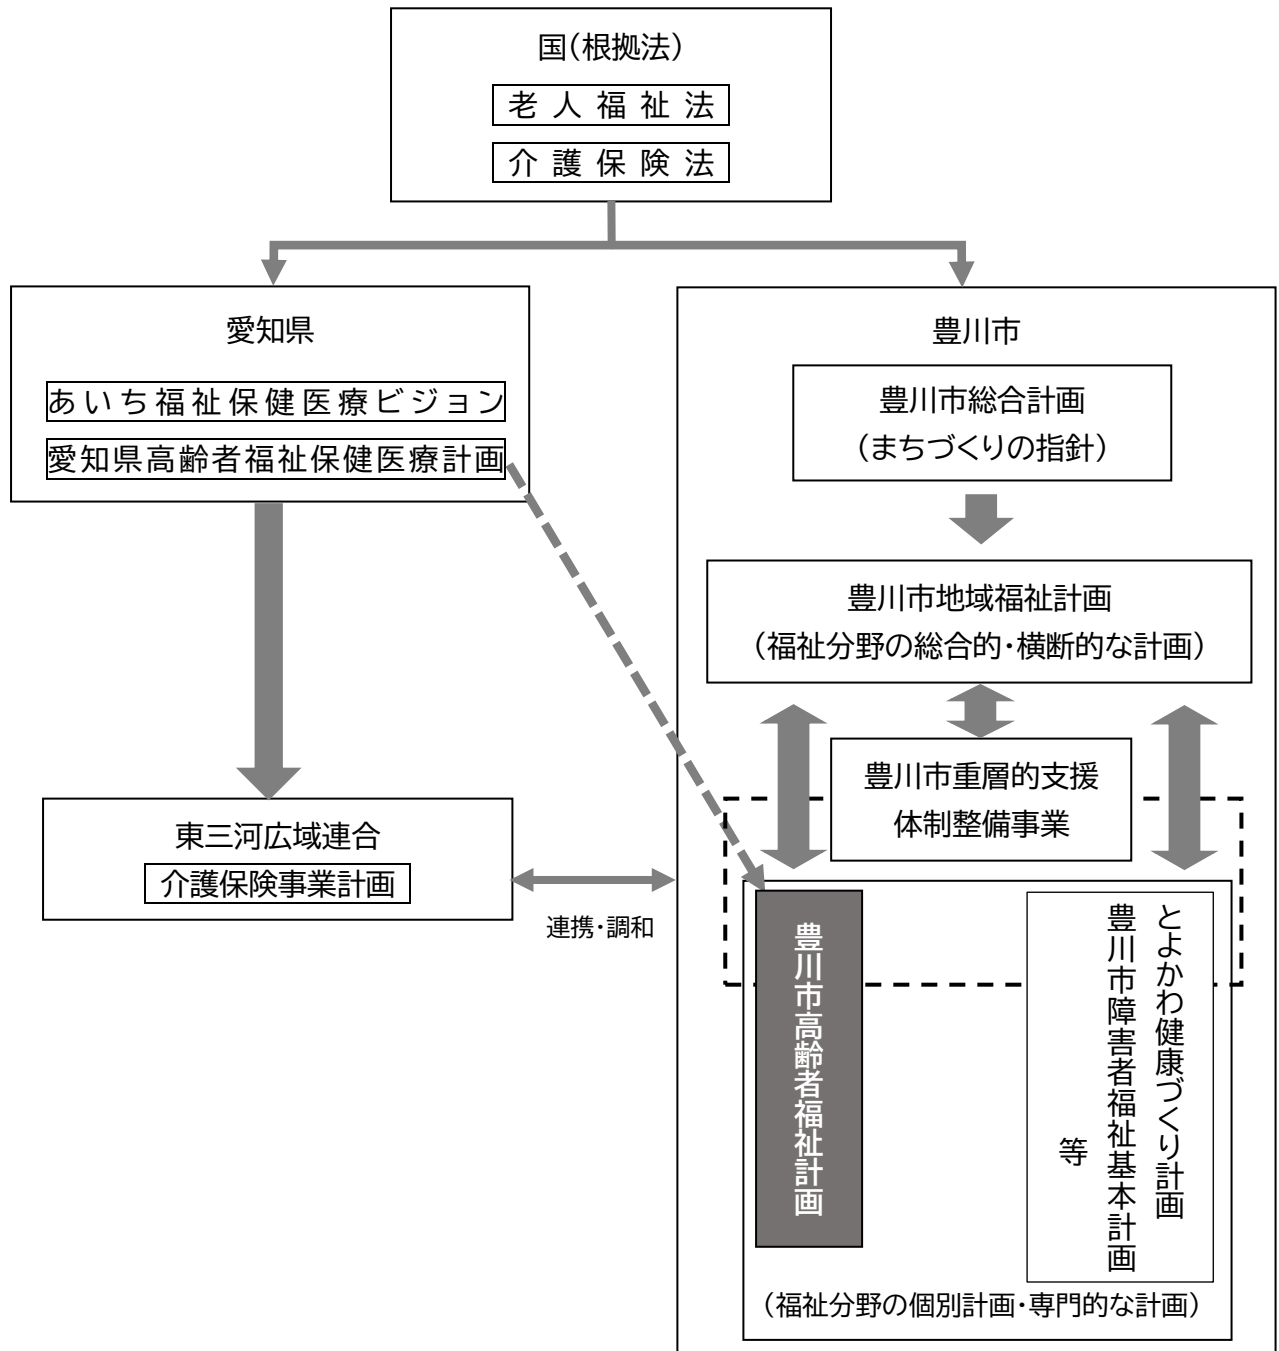 国（根拠法）
老人福祉法
介護保険法
愛知県
あいち福祉保健医療ビジョン
愛知県高齢者福祉保健医療計画
東三河広域連合
介護保険事業計画
連携・調和
豊川市
豊川市総合計画
（まちづくりの指針）
豊川市地域福祉計画
（福祉分野の総合的・横断的な計画）
豊川市重層的支援
体制整備事業
豊川市高齢者福祉計画
とよかわ健康づくり計画
豊川市障害者福祉基本計画
等
（福祉分野の個別計画・専門的な計画）